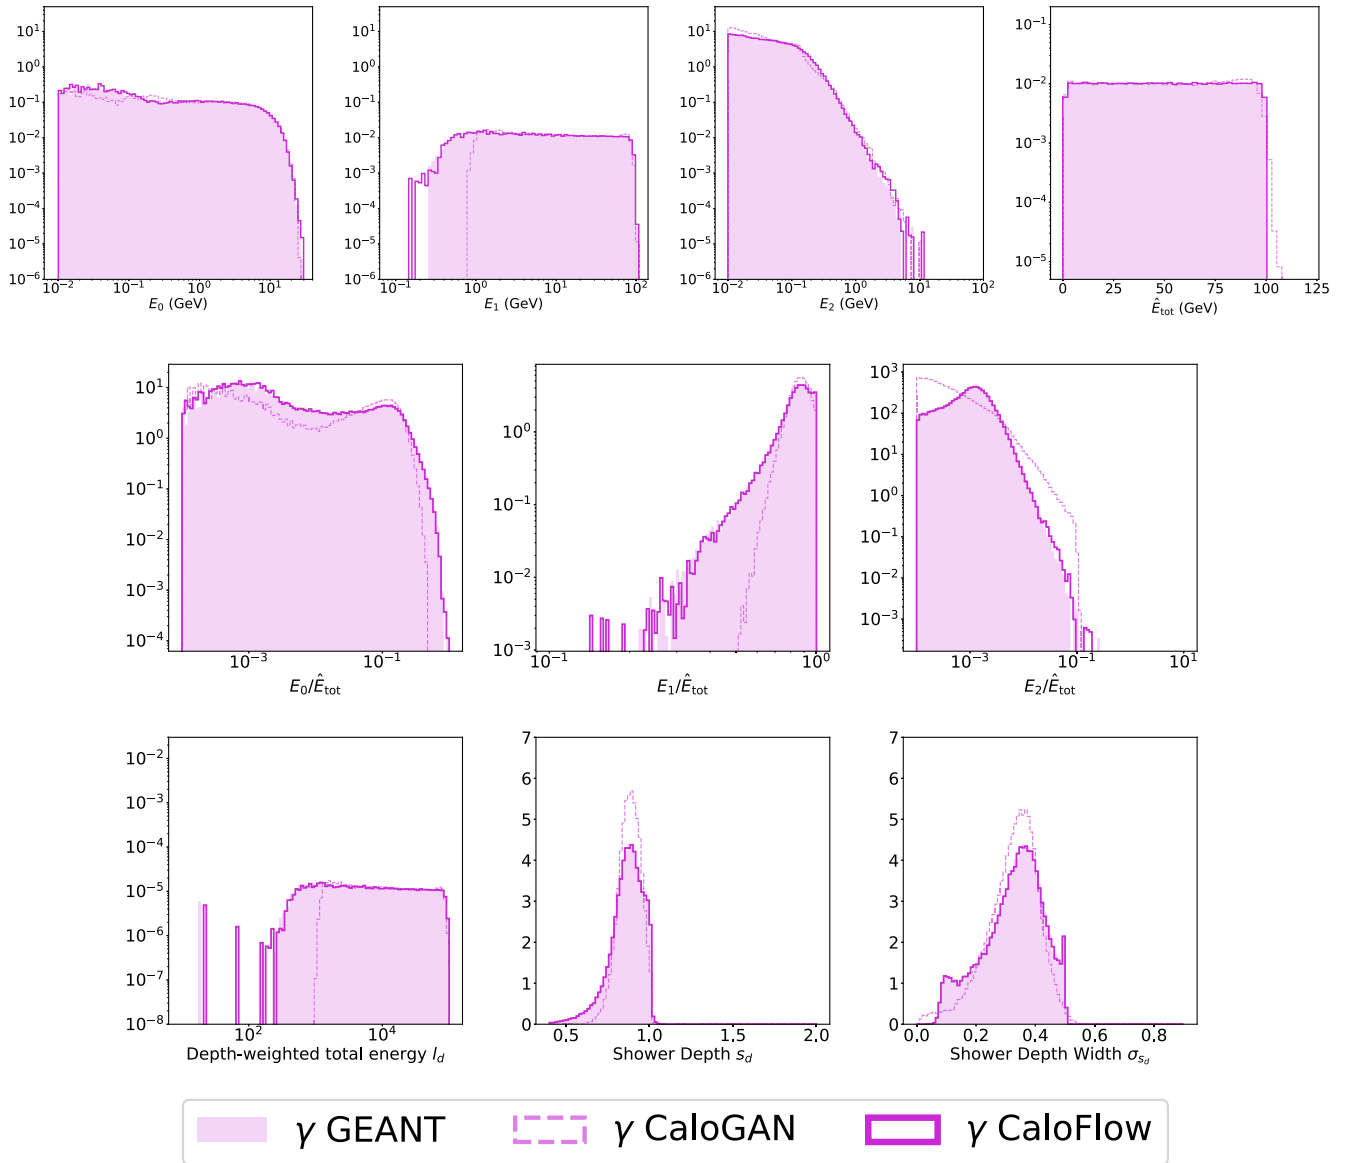 10¹ 10⁰ 10⁻¹ 10⁻² 10⁻³ 10⁻⁴ 10⁻⁵ 10⁻⁶
10⁻² 10⁻¹ 10⁰ 10¹
E₀ (GeV)
10¹ 10⁰ 10⁻¹ 10⁻² 10⁻³ 10⁻⁴ 10⁻⁵ 10⁻⁶
10⁻¹ 10⁰ 10¹ 10²
E₁ (GeV)
10¹ 10⁰ 10⁻¹ 10⁻² 10⁻³ 10⁻⁴ 10⁻⁵ 10⁻⁶
10⁻² 10⁻¹ 10⁰ 10¹ 10²
E₂ (GeV)
10⁻¹ 10⁻² 10⁻³ 10⁻⁴ 10⁻⁵
0 25 50 75 100 125
Ê_tot (GeV)
10¹ 10⁰ 10⁻¹ 10⁻² 10⁻³ 10⁻⁴
10⁻³ 10⁻¹
E₀/Ê_tot
10⁰ 10⁻¹ 10⁻² 10⁻³
10⁻¹ 10⁰
E₁/Ê_tot
10³ 10² 10¹ 10⁰ 10⁻¹ 10⁻² 10⁻³
10⁻³ 10⁻¹ 10¹
E₂/Ê_tot
10⁻² 10⁻³ 10⁻⁴ 10⁻⁵ 10⁻⁶ 10⁻⁷ 10⁻⁸
10² 10⁴
Depth-weighted total energy l_d
7 6 5 4 3 2 1 0
0.5 1.0 1.5 2.0
Shower Depth s_d
7 6 5 4 3 2 1 0
0.0 0.2 0.4 0.6 0.8
Shower Depth Width σ_{s_d}
γ GEANT γ CaloGAN γ CaloFlow